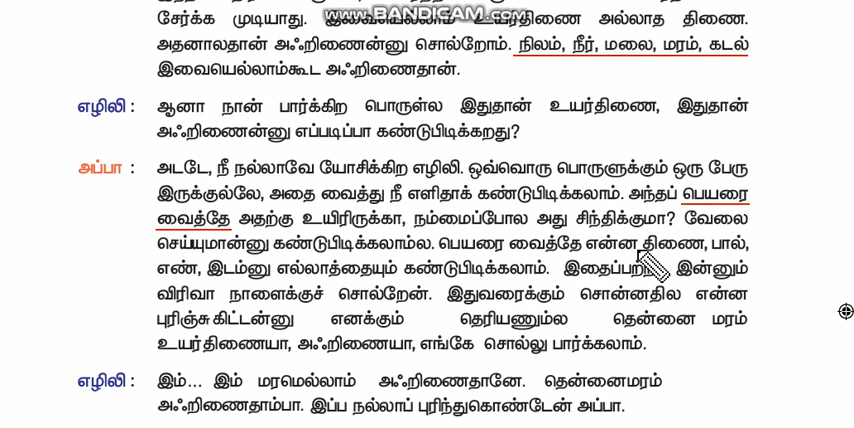 சேர்க்க முடியாது. உயர்திணை அல்லாத திணை.
www.BANDICAM.com
அதனாலதான் அஃறிணைன்னு சொல்றோம். நிலம், நீர், மலை, மரம், கடல்
இவையெல்லாம்கூட அஃறிணைதான்.
எழிலி : ஆனா நான் பார்க்கிற பொருள்ல இதுதான் உயர்திணை, இதுதான்
அஃறிணைன்னு எப்படிப்பா கண்டுபிடிக்கறது?
அப்பா : அடடே, நீ நல்லாவே யோசிக்கிற எழிலி. ஒவ்வொரு பொருளுக்கும் ஒரு பேரு
இருக்குல்லே, அதை வைத்து நீ எளிதாக் கண்டுபிடிக்கலாம். அந்தப் பெயரை
வைத்தே அதற்கு உயிரிருக்கா, நம்மைப்போல அது சிந்திக்குமா? வேலை
செய்யுமான்னு கண்டுபிடிக்கலாம்ல. பெயரை வைத்தே என்ன திணை, பால்,
எண், இடம்னு எல்லாத்தையும் கண்டுபிடிக்கலாம். இதைப்பற்றி இன்னும்
விரிவா நாளைக்குச் சொல்றேன். இதுவரைக்கும் சொன்னதில என்ன
புரிஞ்சுகிட்டன்னு எனக்கும் தெரியணும்ல தென்னை மரம்
உயர்திணையா, அஃறிணையா, எங்கே சொல்லு பார்க்கலாம்.
எழிலி : இம்... இம் மரமெல்லாம் அஃறிணைதானே. தென்னைமரம்
அஃறிணைதாம்பா. இப்ப நல்லாப் புரிந்துகொண்டேன் அப்பா.